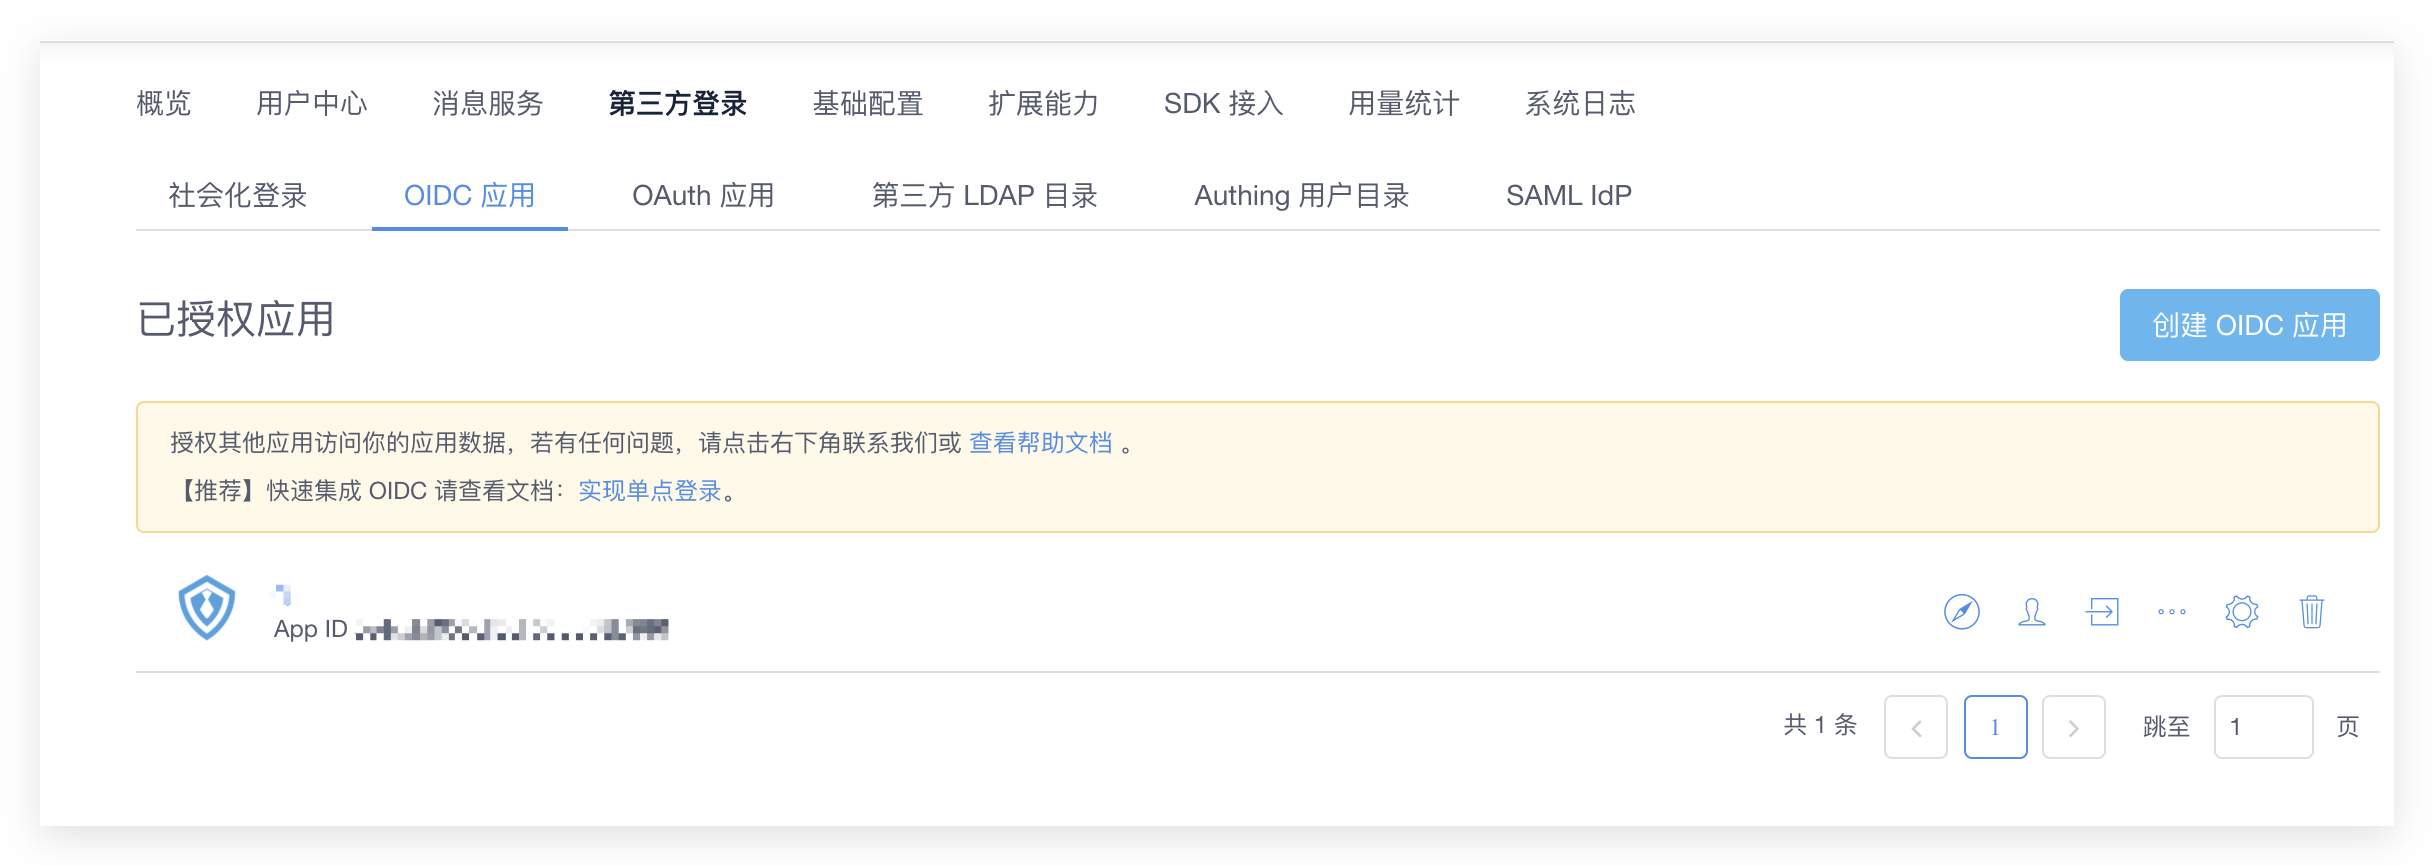 概览 用户中心 消息服务 第三方登录 基础配置 扩展能力 SDK 接入 用量统计 系统日志
社会化登录 OIDC 应用 OAuth 应用 第三方 LDAP 目录 Authing 用户目录 SAML IdP
已授权应用 创建 OIDC 应用
授权其他应用访问你的应用数据，若有任何问题，请点击右下角联系我们或 查看帮助文档 。
【推荐】快速集成 OIDC 请查看文档：实现单点登录。
App ID
共 1 条 1 跳至 1 页